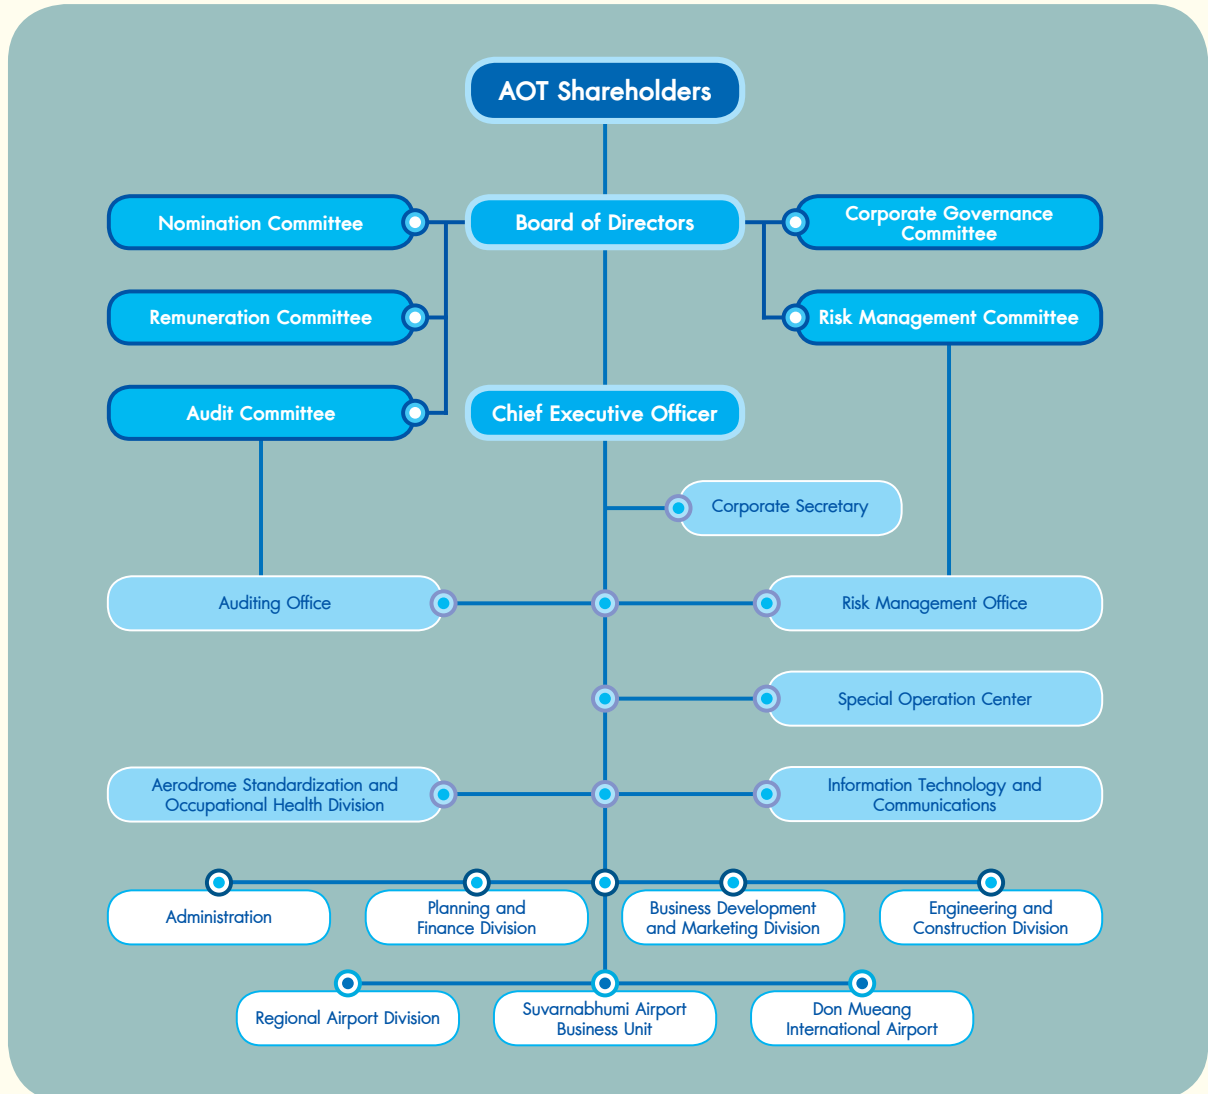 AOT Shareholders
Nomination Committee
Board of Directors
Corporate Governance
Committee
Remuneration Committee
Risk Management Committee
Audit Committee
Chief Executive Officer
Corporate Secretary
Auditing Office
Risk Management Office
Special Operation Center
Aerodrome Standardization and
Occupational Health Division
Information Technology and
Communications
Administration
Planning and
Finance Division
Business Development
and Marketing Division
Engineering and
Construction Division
Regional Airport Division
Suvarnabhumi Airport
Business Unit
Don Mueang
International Airport